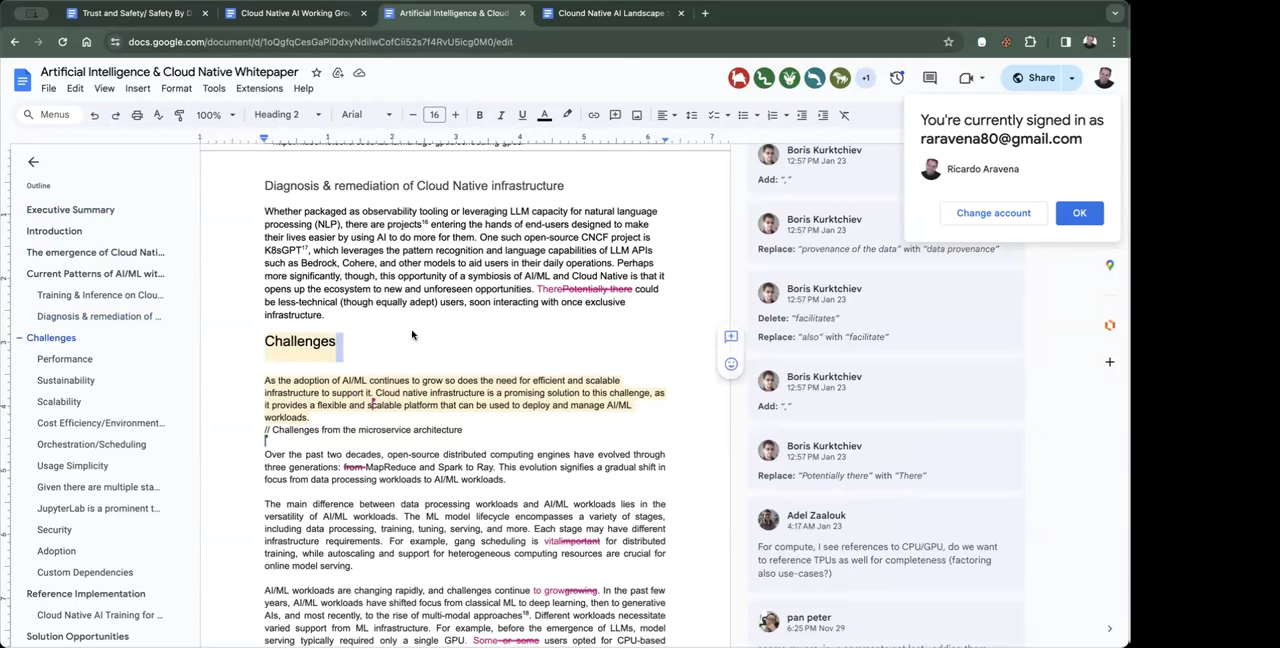 Trust and Safety/ Safety By D
Cloud Native AI Working Gro
Artificial Intelligence & Cloud
Clound Native AI Landscape
docs.google.com/document/d/1oQgfqCesGaPiDdxyNdilwCofCii52s7f4RvU5icg0M0/edit
Artificial Intelligence & Cloud Native Whitepaper
File Edit View Insert Format Tools Extensions Help
+1
Share
Menus
100%
Heading 2
Arial
16
B I U A
1 1 2 3 4 5 6 7
You're currently signed in as
raravena80@gmail.com
Ricardo Aravena
Change account
OK
Outline
Executive Summary
Introduction
The emergence of Cloud Nati...
Current Patterns of AI/ML wit...
Training & Inference on Clou...
Diagnosis & remediation of ...
Challenges
Performance
Sustainability
Scalability
Cost Efficiency/Environment...
Orchestration/Scheduling
Usage Simplicity
Given there are multiple sta...
JupyterLab is a prominent t...
Security
Adoption
Custom Dependencies
Reference Implementation
Cloud Native AI Training for ...
Solution Opportunities
Diagnosis & remediation of Cloud Native infrastructure
Whether packaged as observability tooling or leveraging LLM capacity for natural language
processing (NLP), there are projects16 entering the hands of end-users designed to make
their lives easier by using AI to do more for them. One such open-source CNCF project is
K8sGPT17, which leverages the pattern recognition and language capabilities of LLM APIs
such as Bedrock, Cohere, and other models to aid users in their daily operations. Perhaps
more significantly, though, this opportunity of a symbiosis of AI/ML and Cloud Native is that it
opens up the ecosystem to new and unforeseen opportunities. TherePotentially there could
be less-technical (though equally adept) users, soon interacting with once exclusive
infrastructure.
Challenges
As the adoption of AI/ML continues to grow so does the need for efficient and scalable
infrastructure to support it. Cloud native infrastructure is a promising solution to this challenge, as
it provides a flexible and scalable platform that can be used to deploy and manage AI/ML
workloads.
// Challenges from the microservice architecture
Over the past two decades, open-source distributed computing engines have evolved through
three generations: from MapReduce and Spark to Ray. This evolution signifies a gradual shift in
focus from data processing workloads to AI/ML workloads.
The main difference between data processing workloads and AI/ML workloads lies in the
versatility of AI/ML workloads. The ML model lifecycle encompasses a variety of stages,
including data processing, training, tuning, serving, and more. Each stage may have different
infrastructure requirements. For example, gang scheduling is vitalimportant for distributed
training, while autoscaling and support for heterogeneous computing resources are crucial for
online model serving.
AI/ML workloads are changing rapidly, and challenges continue to growgrowing. In the past few
years, AI/ML workloads have shifted focus from classical ML to deep learning, then to generative
AIs, and most recently, to the rise of multi-modal approaches18. Different workloads necessitate
varied support from ML infrastructure. For example, before the emergence of LLMs, model
serving typically required only a single GPU. Some or some users opted for CPU-based
Boris Kurktchiev
12:57 PM Jan 23
Add: “,”
Boris Kurktchiev
12:57 PM Jan 23
Replace: “provenance of the data” with “data provenance”
Boris Kurktchiev
12:57 PM Jan 23
Delete: “facilitates”
Replace: “also” with “facilitate”
Boris Kurktchiev
12:57 PM Jan 23
Add: “,”
Boris Kurktchiev
12:57 PM Jan 23
Replace: “Potentially there” with “There”
Adel Zaalouk
4:17 AM Jan 23
For compute, I see references to CPU/GPU, do we want
to reference TPUs as well for completeness (factoring
also use-cases?)
pan peter
6:25 PM Nov 29